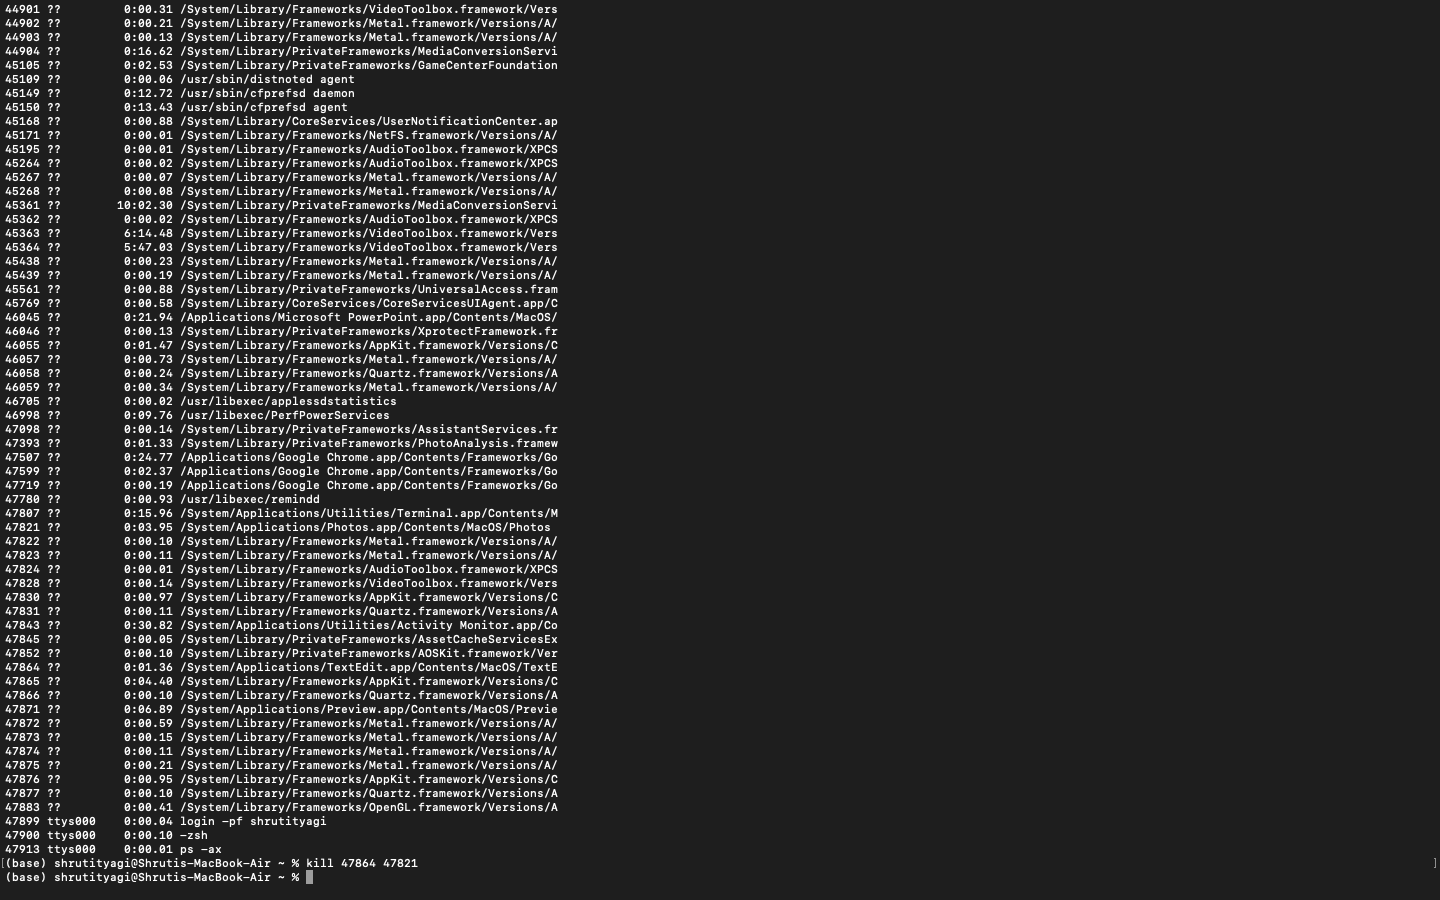 44901 ??         0:00.31 /System/Library/Frameworks/VideoToolbox.framework/Vers
44902 ??         0:00.21 /System/Library/Frameworks/Metal.framework/Versions/A/
44903 ??         0:00.13 /System/Library/Frameworks/Metal.framework/Versions/A/
44904 ??         0:16.62 /System/Library/PrivateFrameworks/MediaConversionServi
45105 ??         0:02.53 /System/Library/PrivateFrameworks/GameCenterFoundation
45109 ??         0:00.06 /usr/sbin/distnoted agent
45149 ??         0:12.72 /usr/sbin/cfprefsd daemon
45150 ??         0:13.43 /usr/sbin/cfprefsd agent
45168 ??         0:00.88 /System/Library/CoreServices/UserNotificationCenter.ap
45171 ??         0:00.01 /System/Library/Frameworks/NetFS.framework/Versions/A/
45195 ??         0:00.01 /System/Library/Frameworks/AudioToolbox.framework/XPCS
45264 ??         0:00.02 /System/Library/Frameworks/AudioToolbox.framework/XPCS
45267 ??         0:00.07 /System/Library/Frameworks/Metal.framework/Versions/A/
45268 ??         0:00.08 /System/Library/Frameworks/Metal.framework/Versions/A/
45361 ??        10:02.30 /System/Library/PrivateFrameworks/MediaConversionServi
45362 ??         0:00.02 /System/Library/Frameworks/AudioToolbox.framework/XPCS
45363 ??         6:14.48 /System/Library/Frameworks/VideoToolbox.framework/Vers
45364 ??         5:47.03 /System/Library/Frameworks/VideoToolbox.framework/Vers
45438 ??         0:00.23 /System/Library/Frameworks/Metal.framework/Versions/A/
45439 ??         0:00.19 /System/Library/Frameworks/Metal.framework/Versions/A/
45561 ??         0:00.88 /System/Library/PrivateFrameworks/UniversalAccess.fram
45769 ??         0:00.58 /System/Library/CoreServices/CoreServicesUIAgent.app/C
46045 ??         0:21.94 /Applications/Microsoft PowerPoint.app/Contents/MacOS/
46046 ??         0:00.13 /System/Library/PrivateFrameworks/XprotectFramework.fr
46055 ??         0:01.47 /System/Library/Frameworks/AppKit.framework/Versions/C
46057 ??         0:00.73 /System/Library/Frameworks/Metal.framework/Versions/A/
46058 ??         0:00.24 /System/Library/Frameworks/Quartz.framework/Versions/A
46059 ??         0:00.34 /System/Library/Frameworks/Metal.framework/Versions/A/
46705 ??         0:00.02 /usr/libexec/applessdstatistics
46998 ??         0:09.76 /usr/libexec/PerfPowerServices
47098 ??         0:00.14 /System/Library/PrivateFrameworks/AssistantServices.fr
47393 ??         0:01.33 /System/Library/PrivateFrameworks/PhotoAnalysis.framew
47507 ??         0:24.77 /Applications/Google Chrome.app/Contents/Frameworks/Go
47599 ??         0:02.37 /Applications/Google Chrome.app/Contents/Frameworks/Go
47719 ??         0:00.19 /Applications/Google Chrome.app/Contents/Frameworks/Go
47780 ??         0:00.93 /usr/libexec/remindd
47807 ??         0:15.96 /System/Applications/Utilities/Terminal.app/Contents/M
47821 ??         0:03.95 /System/Applications/Photos.app/Contents/MacOS/Photos
47822 ??         0:00.10 /System/Library/Frameworks/Metal.framework/Versions/A/
47823 ??         0:00.11 /System/Library/Frameworks/Metal.framework/Versions/A/
47824 ??         0:00.01 /System/Library/Frameworks/AudioToolbox.framework/XPCS
47828 ??         0:00.14 /System/Library/Frameworks/VideoToolbox.framework/Vers
47830 ??         0:00.97 /System/Library/Frameworks/AppKit.framework/Versions/C
47831 ??         0:00.11 /System/Library/Frameworks/Quartz.framework/Versions/A
47843 ??         0:30.82 /System/Applications/Utilities/Activity Monitor.app/Co
47845 ??         0:00.05 /System/Library/PrivateFrameworks/AssetCacheServicesEx
47852 ??         0:00.10 /System/Library/PrivateFrameworks/AOSKit.framework/Ver
47864 ??         0:01.36 /System/Applications/TextEdit.app/Contents/MacOS/TextE
47865 ??         0:04.40 /System/Library/Frameworks/AppKit.framework/Versions/C
47866 ??         0:00.10 /System/Library/Frameworks/Quartz.framework/Versions/A
47871 ??         0:06.89 /System/Applications/Preview.app/Contents/MacOS/Previe
47872 ??         0:00.59 /System/Library/Frameworks/Metal.framework/Versions/A/
47873 ??         0:00.15 /System/Library/Frameworks/Metal.framework/Versions/A/
47874 ??         0:00.11 /System/Library/Frameworks/Metal.framework/Versions/A/
47875 ??         0:00.21 /System/Library/Frameworks/Metal.framework/Versions/A/
47876 ??         0:00.95 /System/Library/Frameworks/AppKit.framework/Versions/C
47877 ??         0:00.10 /System/Library/Frameworks/Quartz.framework/Versions/A
47883 ??         0:00.41 /System/Library/Frameworks/OpenGL.framework/Versions/A
47899 ttys000    0:00.04 login -pf shrutityagi
47900 ttys000    0:00.10 -zsh
47913 ttys000    0:00.01 ps -ax
[(base) shrutityagi@Shrutis-MacBook-Air ~ % kill 47864 47821 ]
(base) shrutityagi@Shrutis-MacBook-Air ~ %